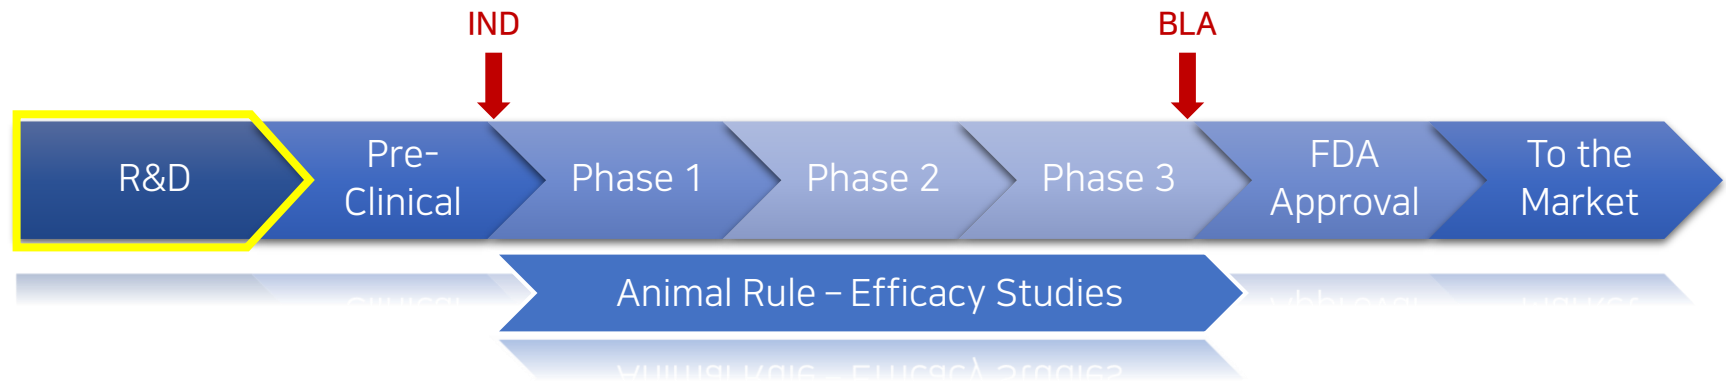 IND
BLA
R&D
Pre-
Clinical
Phase 1
Phase 2
Phase 3
FDA
Approval
To the
Market
Animal Rule – Efficacy Studies